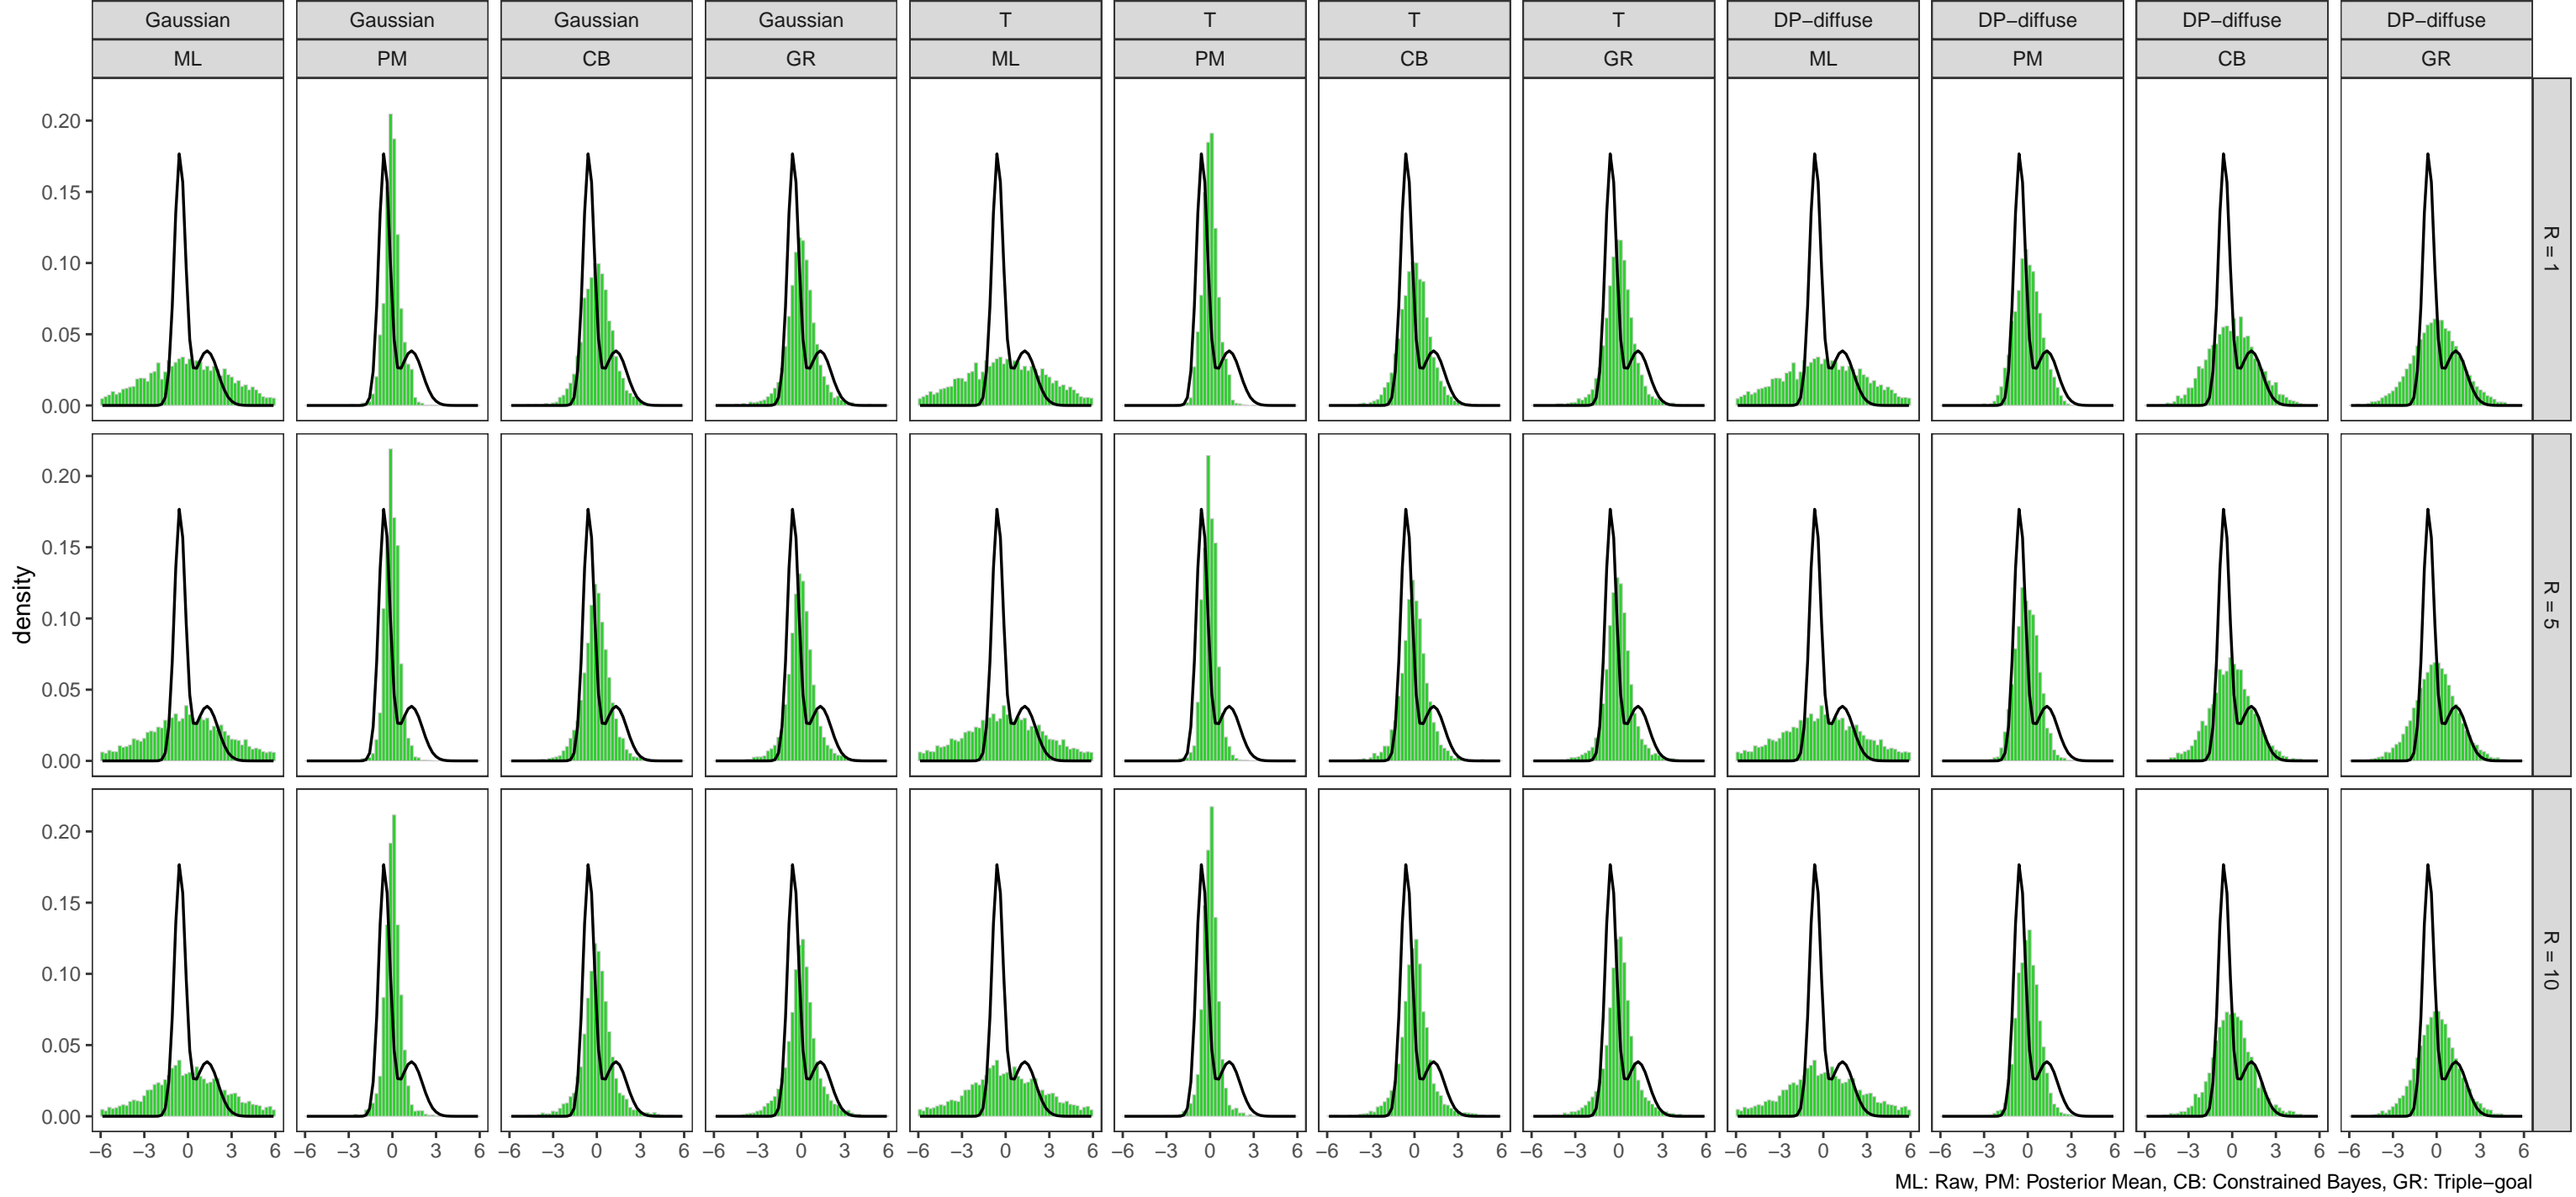 Gaussian Gaussian Gaussian Gaussian T T T T DP−diffuse DP−diffuse DP−diffuse DP−diffuse
ML PM CB GR ML PM CB GR ML PM CB GR
0.20
0.15
0.10
0.05
0.00
R = 1
0.20
0.15
0.10
0.05
0.00
R = 5
density
0.20
0.15
0.10
0.05
0.00
R = 10
−6 −3 0 3 6 −6 −3 0 3 6 −6 −3 0 3 6 −6 −3 0 3 6 −6 −3 0 3 6 −6 −3 0 3 6 −6 −3 0 3 6 −6 −3 0 3 6 −6 −3 0 3 6 −6 −3 0 3 6 −6 −3 0 3 6 −6 −3 0 3 6
ML: Raw, PM: Posterior Mean, CB: Constrained Bayes, GR: Triple−goal